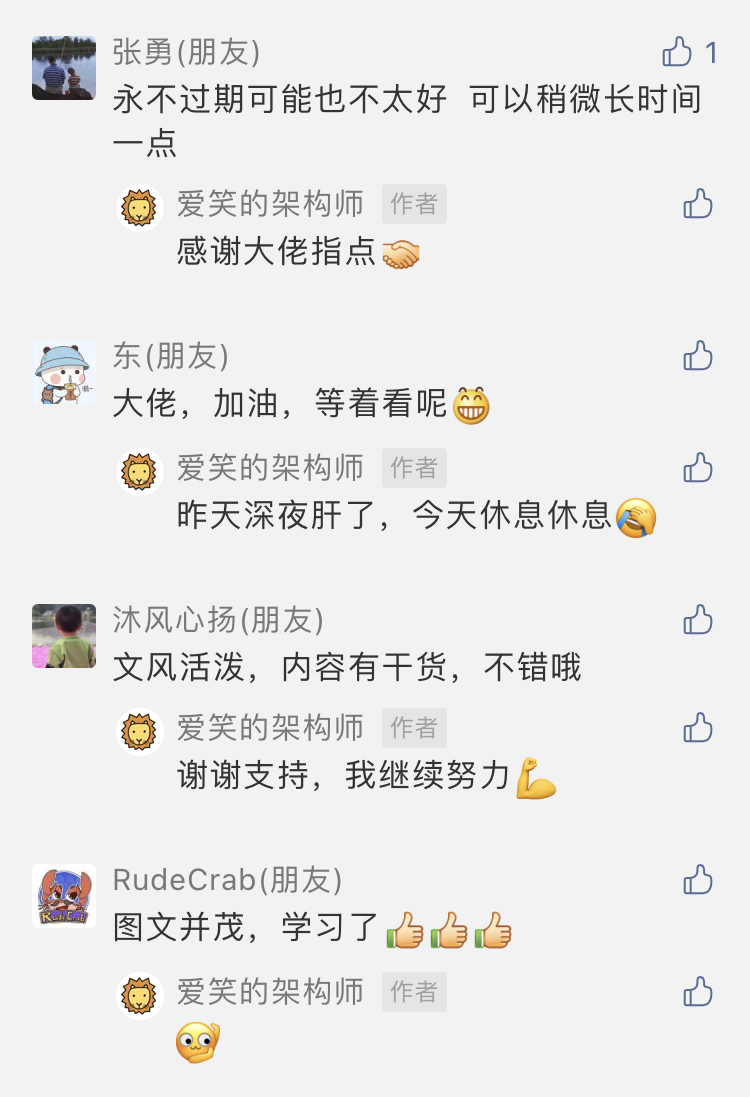 张勇(朋友)
1
永不过期可能也不太好 可以稍微长时间
一点
爱笑的架构师 作者
感谢大佬指点
东(朋友)
大佬，加油，等着看呢
爱笑的架构师 作者
昨天深夜肝了，今天休息休息
沐风心扬(朋友)
文风活泼，内容有干货，不错哦
爱笑的架构师 作者
谢谢支持，我继续努力
RudeCrab(朋友)
RudeCrab
图文并茂，学习了
爱笑的架构师 作者